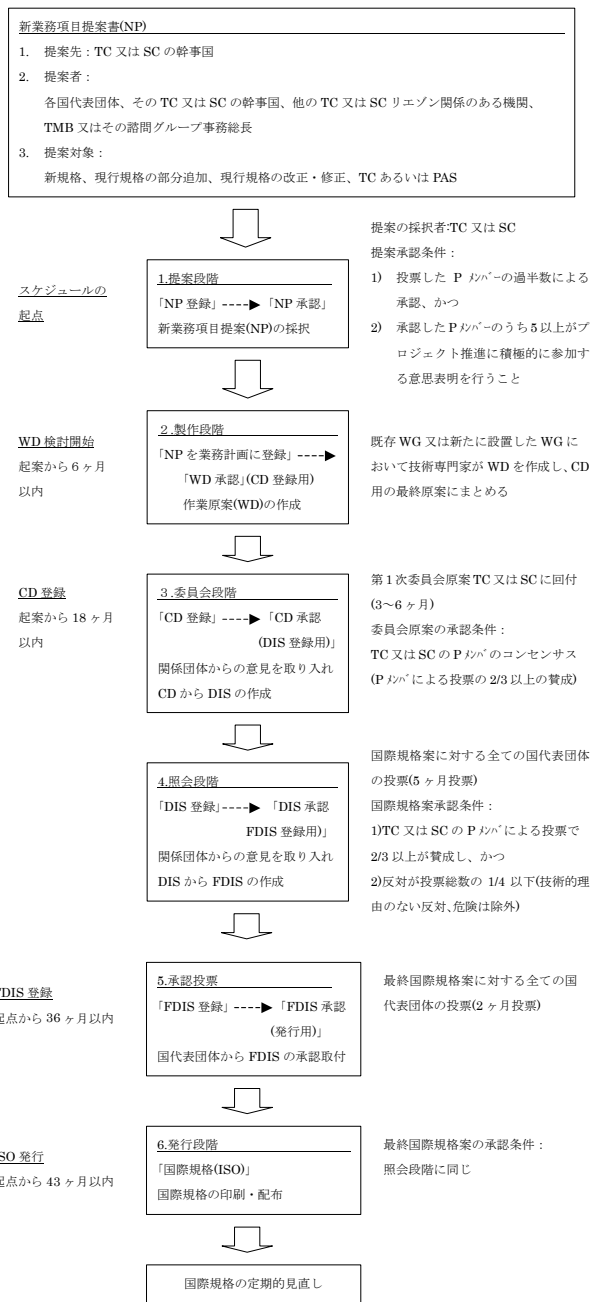 新業務項目提案書(NP)
1. 提案先：TC 又は SC の幹事国
2. 提案者：
各国代表団体、その TC 又は SC の幹事国、他の TC 又は SC リエゾン関係のある機関、
TMB 又はその諮問グループ事務総長
3. 提案対象：
新規格、現行規格の部分追加、現行規格の改正・修正、TC あるいは PAS
スケジュールの
起点
1.提案段階
「NP 登録」----▶「NP 承認」
新業務項目提案(NP)の採択
提案の採択者:TC 又は SC
提案承認条件：
1) 投票した P ﾒﾝﾊﾞｰの過半数による
承認、かつ
2) 承認した P ﾒﾝﾊﾞｰのうち 5 以上がプ
ロジェクト推進に積極的に参加す
る意思表明を行うこと
WD 検討開始
起案から 6 ヶ月
以内
２.製作段階
「NP を業務計画に登録」----▶
「WD 承認」(CD 登録用)
作業原案(WD)の作成
既存 WG 又は新たに設置した WG に
おいて技術専門家が WD を作成し、CD
用の最終原案にまとめる
CD 登録
起案から 18 ヶ月
以内
３.委員会段階
「CD 登録」----▶「CD 承認
(DIS 登録用)」
関係団体からの意見を取り入れ
CD から DIS の作成
第 1 次委員会原案 TC 又は SC に回付
(3～6 ヶ月)
委員会原案の承認条件：
TC 又は SC の P ﾒﾝﾊﾞのコンセンサス
(P ﾒﾝﾊﾞによる投票の 2/3 以上の賛成)
4.照会段階
「DIS 登録」----▶ 「DIS 承認
FDIS 登録用)」
関係団体からの意見を取り入れ
DIS から FDIS の作成
国際規格案に対する全ての国代表団体
の投票(5 ヶ月投票)
国際規格案承認条件：
1)TC 又は SC の P ﾒﾝﾊﾞによる投票で
2/3 以上が賛成し、かつ
2)反対が投票総数の 1/4 以下(技術的理
由のない反対、危険は除外)
FDIS 登録
起点から 36 ヶ月以内
5.承認投票
「FDIS 登録」----▶「FDIS 承認
(発行用)」
国代表団体から FDIS の承認取付
最終国際規格案に対する全ての国
代表団体の投票(2 ヶ月投票)
ISO 発行
起点から 43 ヶ月以内
6.発行段階
「国際規格(ISO)」
国際規格の印刷・配布
最終国際規格案の承認条件：
照会段階に同じ
国際規格の定期的見直し